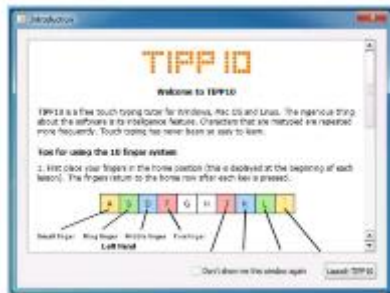 Introduction
TIPP10
Welcome to TIPP10
TIPP10 is a free touch typing tutor for Windows, Mac OS and Linux. The ingenious thing
about the software is its intelligence feature. Characters that are mistyped are repeated
more frequently. Touch typing has never been so easy to learn.
Tips for using the 10 finger system
1. First place your fingers in the home position (this is displayed at the beginning of each
lesson). The fingers return to the home row after each key is pressed.
A S D F G H J K L ;
Small finger Ring finger Middle finger Forefinger
Left Hand
Don't show me this window again
Launch TIPP10